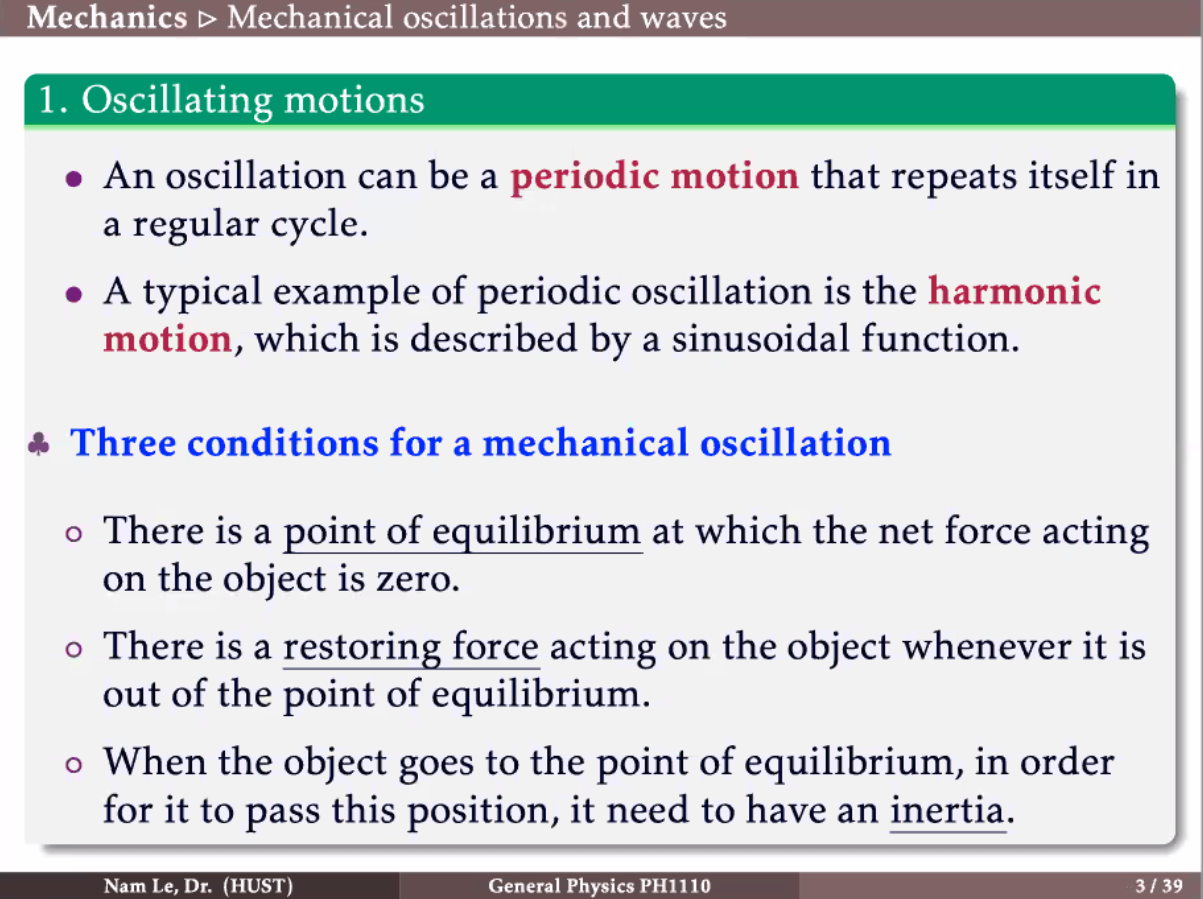 Mechanics ▷ Mechanical oscillations and waves
1. Oscillating motions
• An oscillation can be a periodic motion that repeats itself in
a regular cycle.
• A typical example of periodic oscillation is the harmonic
motion, which is described by a sinusoidal function.
♣ Three conditions for a mechanical oscillation
○ There is a point of equilibrium at which the net force acting
on the object is zero.
○ There is a restoring force acting on the object whenever it is
out of the point of equilibrium.
○ When the object goes to the point of equilibrium, in order
for it to pass this position, it need to have an inertia.
Nam Le, Dr. (HUST) General Physics PH1110 3 / 39